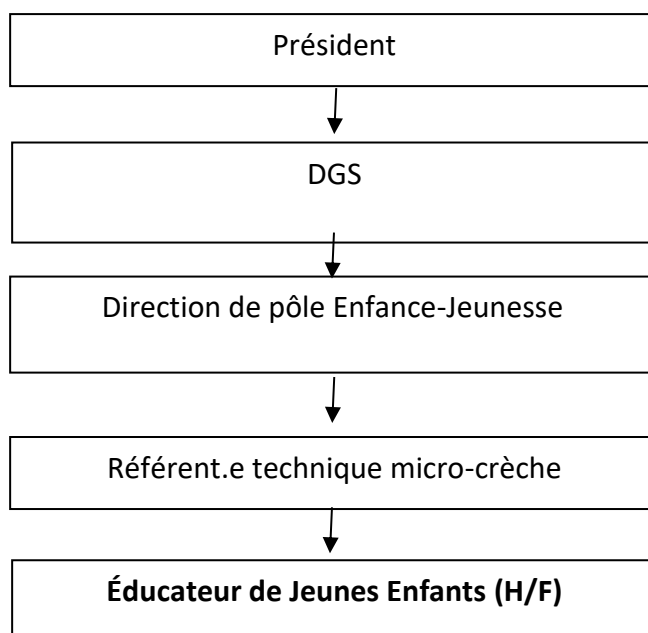 Président
DGS
Direction de pôle Enfance-Jeunesse
Référent.e technique micro-crèche
Éducateur de Jeunes Enfants (H/F)